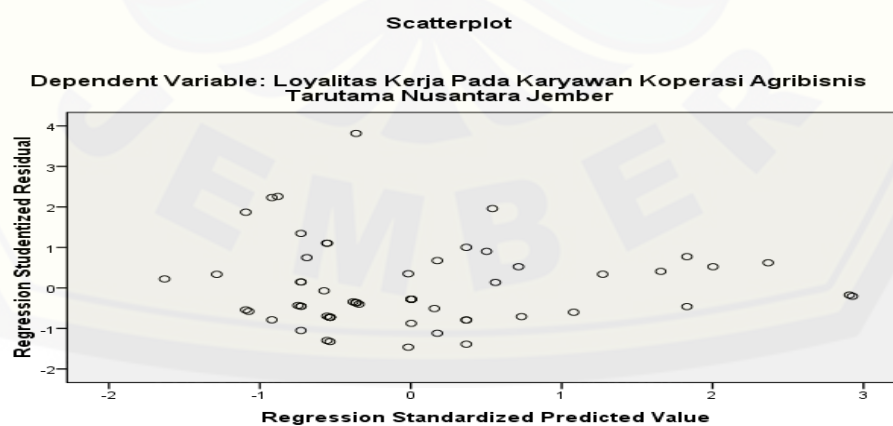 Scatterplot
Dependent Variable: Loyalitas Kerja Pada Karyawan Koperasi Agribisnis
Tarutama Nusantara Jember
Regression Studentized Residual
4
3
2
1
0
-1
-2
-2
-1
0
1
2
3
Regression Standardized Predicted Value
JEMBER